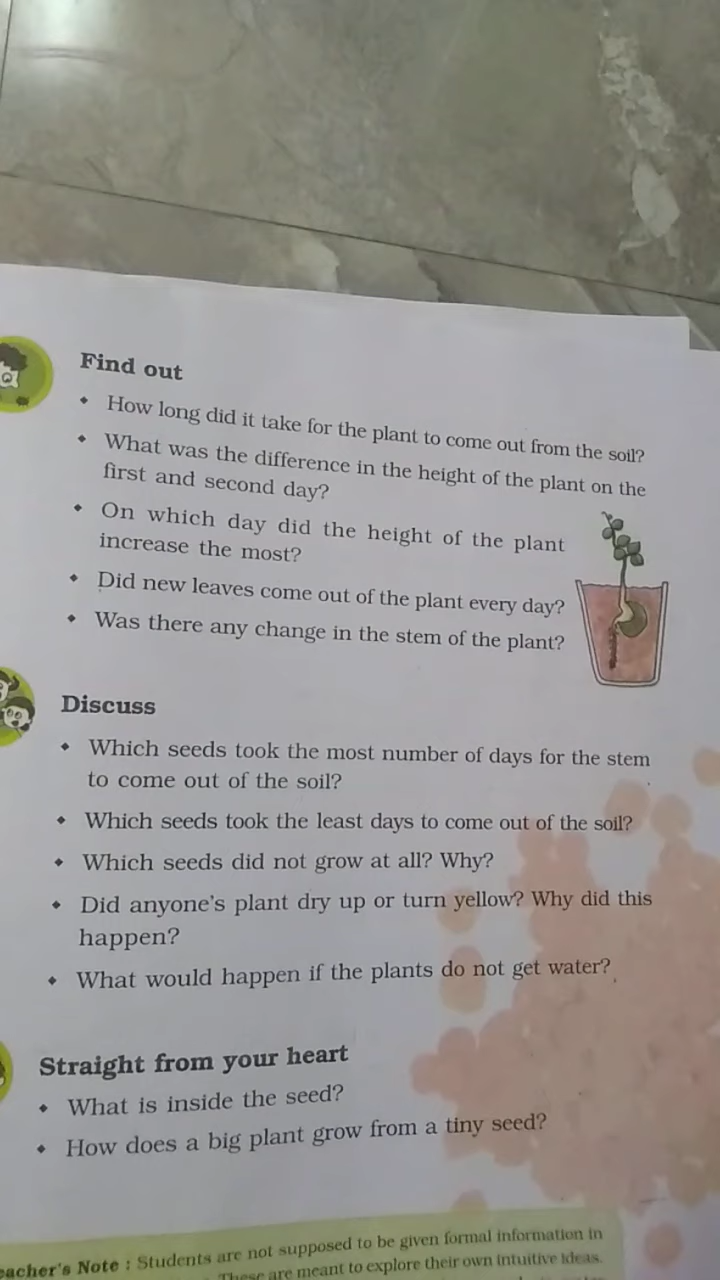 Find out
How long did it take for the plant to come out from the soil?
What was the difference in the height of the plant on the
first and second day?
On which day did the height of the plant
increase the most?
Did new leaves come out of the plant every day?
Was there any change in the stem of the plant?
Discuss
Which seeds took the most number of days for the stem
to come out of the soil?
Which seeds took the least days to come out of the soil?
Which seeds did not grow at all? Why?
Did anyone's plant dry up or turn yellow? Why did this
happen?
What would happen if the plants do not get water?
Straight from your heart
What is inside the seed?
How does a big plant grow from a tiny seed?
eacher's Note : Students are not supposed to be given formal information in
These are meant to explore their own intuitive ideas.